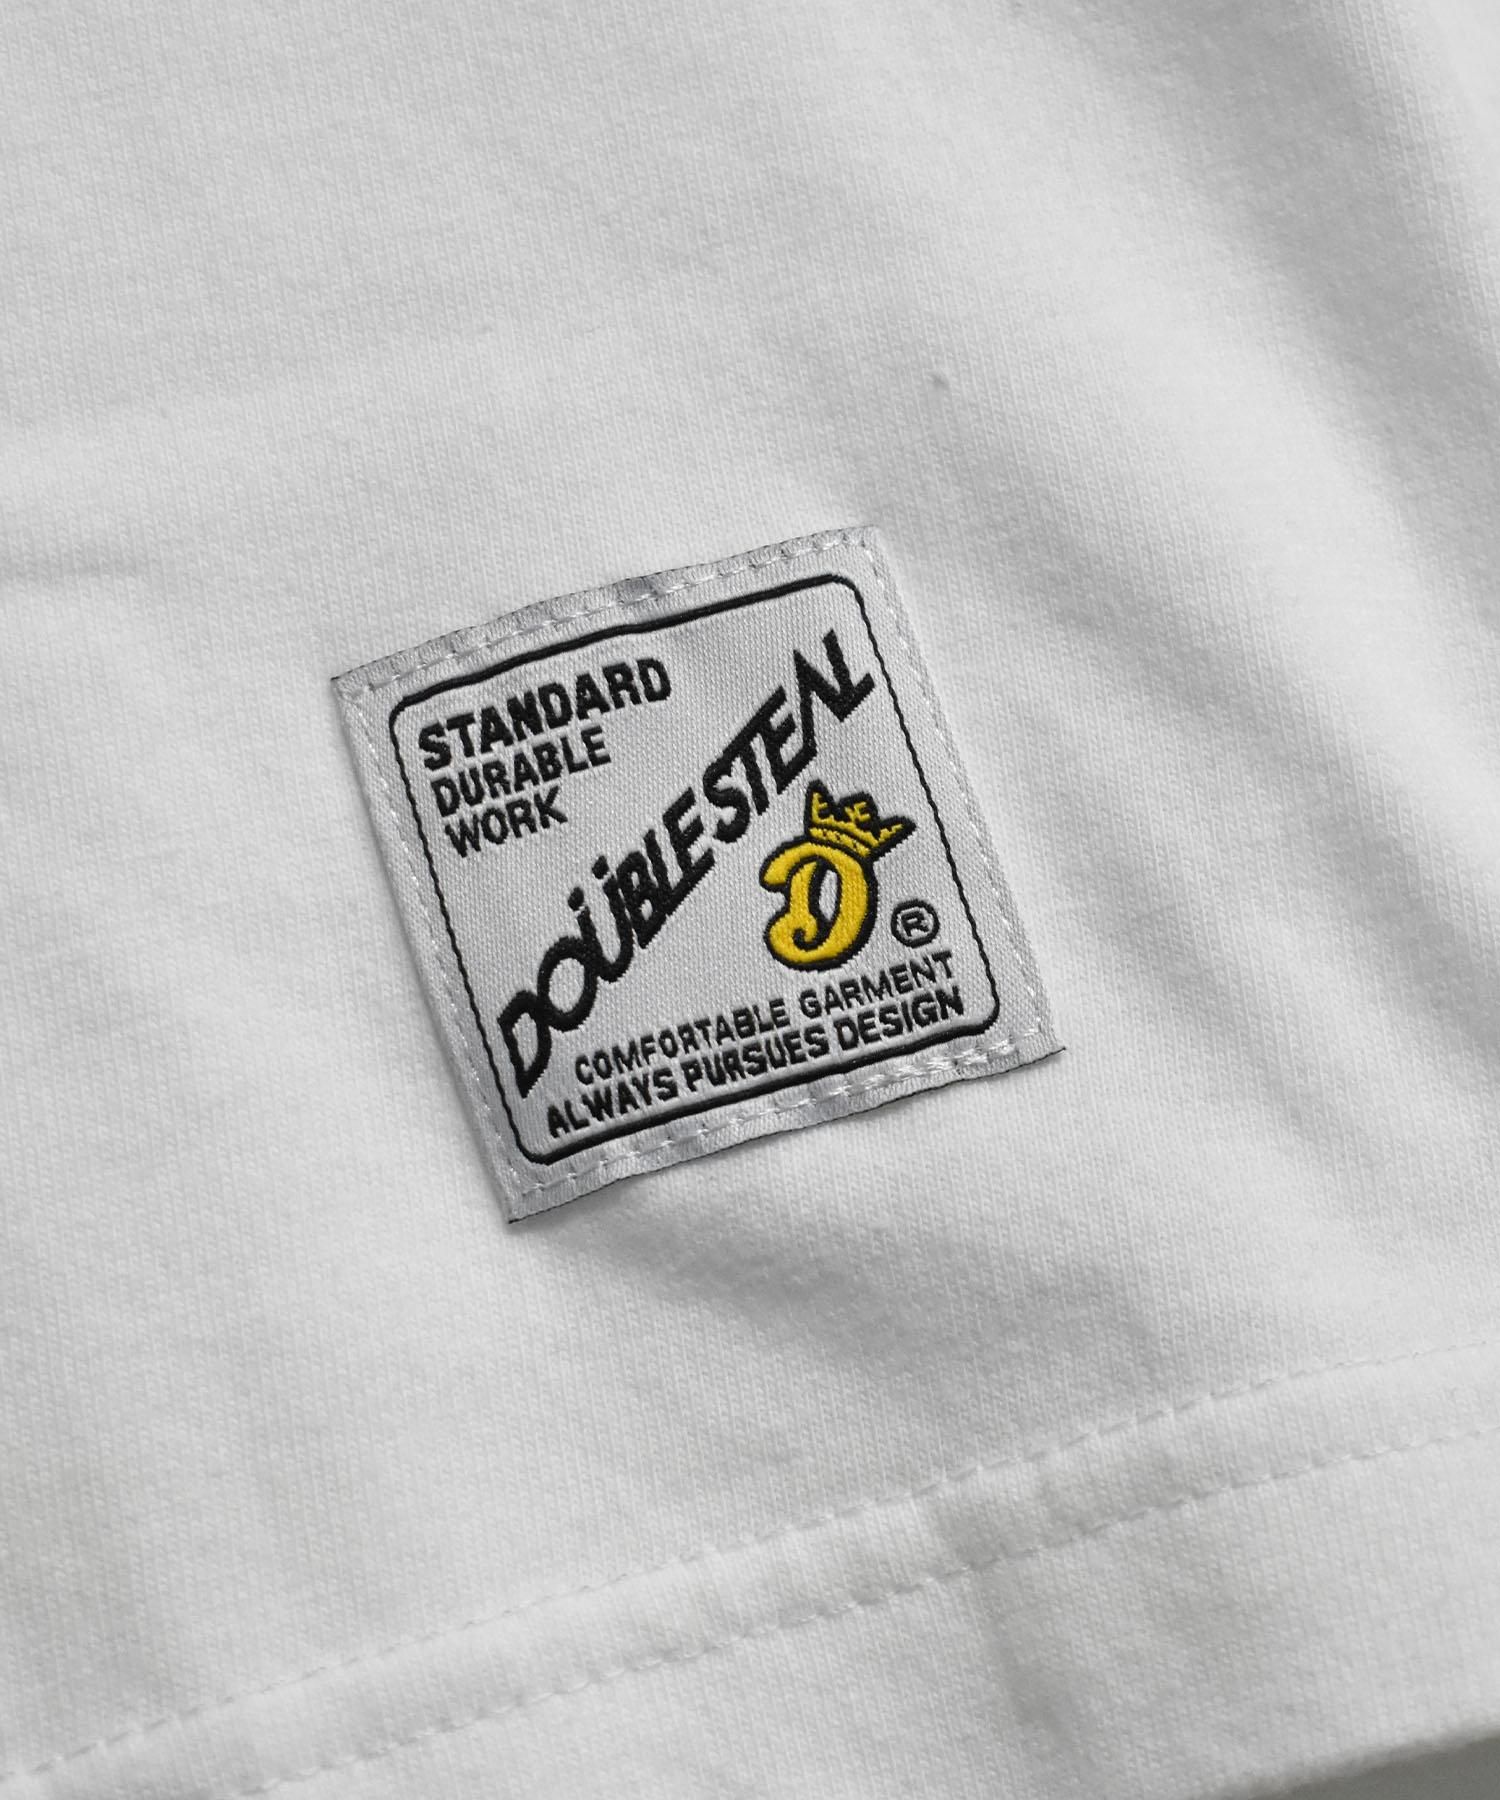 STANDARD
DURABLE
WORK
DOUBLE STEAL
D
®
COMFORTABLE GARMENT
ALWAYS PURSUES DESIGN